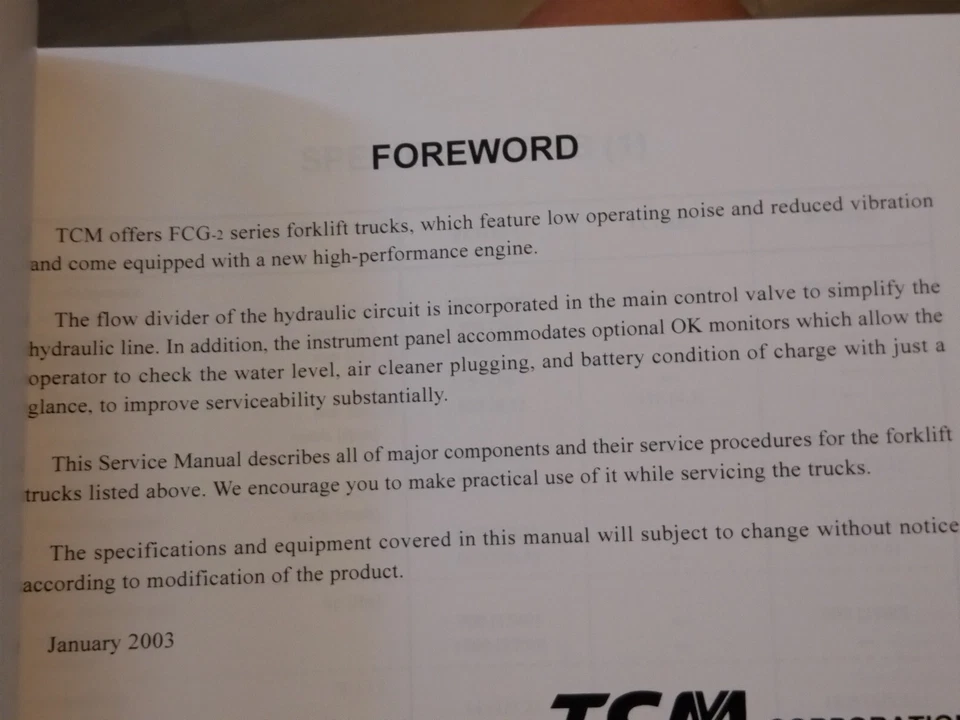 FOREWORD
TCM offers FCG-2 series forklift trucks, which feature low operating noise and reduced vibration
and come equipped with a new high-performance engine.
The flow divider of the hydraulic circuit is incorporated in the main control valve to simplify the
hydraulic line. In addition, the instrument panel accommodates optional OK monitors which allow the
operator to check the water level, air cleaner plugging, and battery condition of charge with just a
glance, to improve serviceability substantially.
This Service Manual describes all of major components and their service procedures for the forklift
trucks listed above. We encourage you to make practical use of it while servicing the trucks.
The specifications and equipment covered in this manual will subject to change without notice
according to modification of the product.
January 2003
TCM CORPORATION